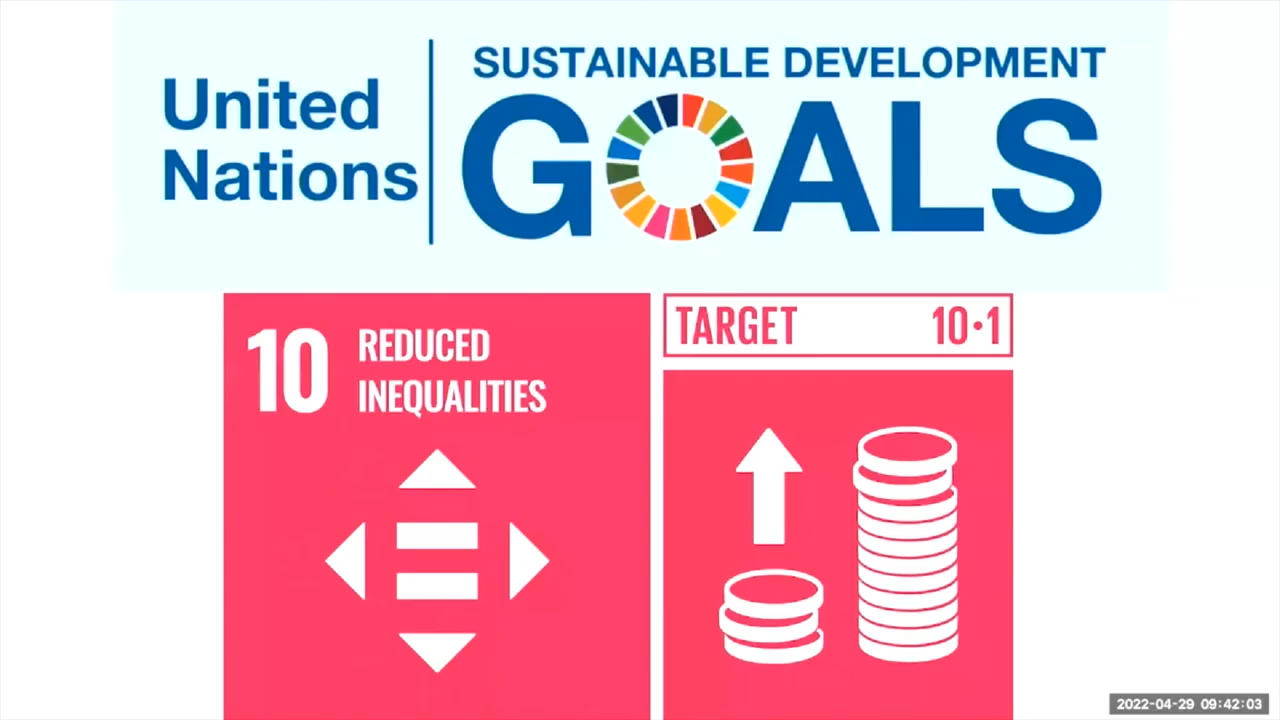 United
Nations
SUSTAINABLE DEVELOPMENT
GOALS
10
REDUCED
INEQUALITIES
TARGET 10•1
2022-04-29 09:42:03